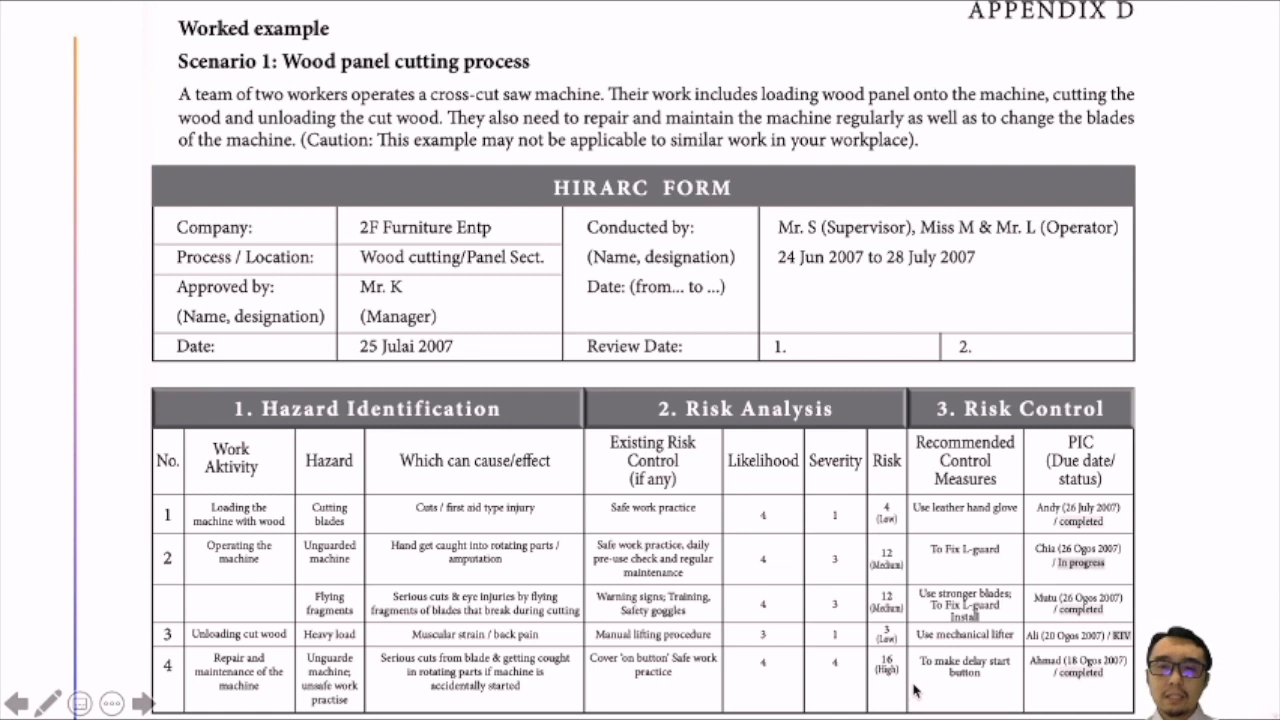 APPENDIX D
Worked example
Scenario 1: Wood panel cutting process
A team of two workers operates a cross-cut saw machine. Their work includes loading wood panel onto the machine, cutting the
wood and unloading the cut wood. They also need to repair and maintain the machine regularly as well as to change the blades
of the machine. (Caution: This example may not be applicable to similar work in your workplace).
HIRARC FORM
Company:
2F Furniture Entp
Conducted by:
Mr. S (Supervisor), Miss M & Mr. L (Operator)
Process / Location:
Wood cutting/Panel Sect.
(Name, designation)
24 Jun 2007 to 28 July 2007
Approved by:
Mr. K
Date: (from... to ...)
(Name, designation)
(Manager)
Date:
25 Julai 2007
Review Date:
1.
2.
1. Hazard Identification
2. Risk Analysis
3. Risk Control
No.
Work
Aktivity
Hazard
Which can cause/effect
Existing Risk
Control
(if any)
Likelihood
Severity
Risk
Recommended
Control
Measures
PIC
(Due date/
status)
1
Loading the
machine with wood
Cutting
blades
Cuts / first aid type injury
Safe work practice
4
1
4
(Low)
Use leather hand glove
Andy (26 July 2007)
/ completed
2
Operating the
machine
Unguarded
machine
Hand get caught into rotating parts /
amputation
Safe work practice, daily
pre-use check and regular
maintenance
4
3
12
(Medium)
To Fix L-guard
Chia (26 Ogos 2007)
/ In progress
Flying
fragments
Serious cuts & eye injuries by flying
fragments of blades that break during cutting
Warning signs; Training,
Safety goggles
4
3
12
(Medium)
Use stronger blades;
To Fix L-guard
Install
Mutu (26 Ogos 2007)
/ completed
3
Unloading cut wood
Heavy load
Muscular strain / back pain
Manual lifting procedure
3
1
3
(Low)
Use mechanical lifter
Ali (20 Ogos 2007) / KIV
4
Repair and
maintenance of the
machine
Unguarde
machine;
unsafe work
practise
Serious cuts from blade & getting cought
in rotating parts if machine is
accidentally started
Cover 'on button' Safe work
practice
4
4
16
(High)
To make delay start
button
Ahmad (18 Ogos 2007)
/ completed